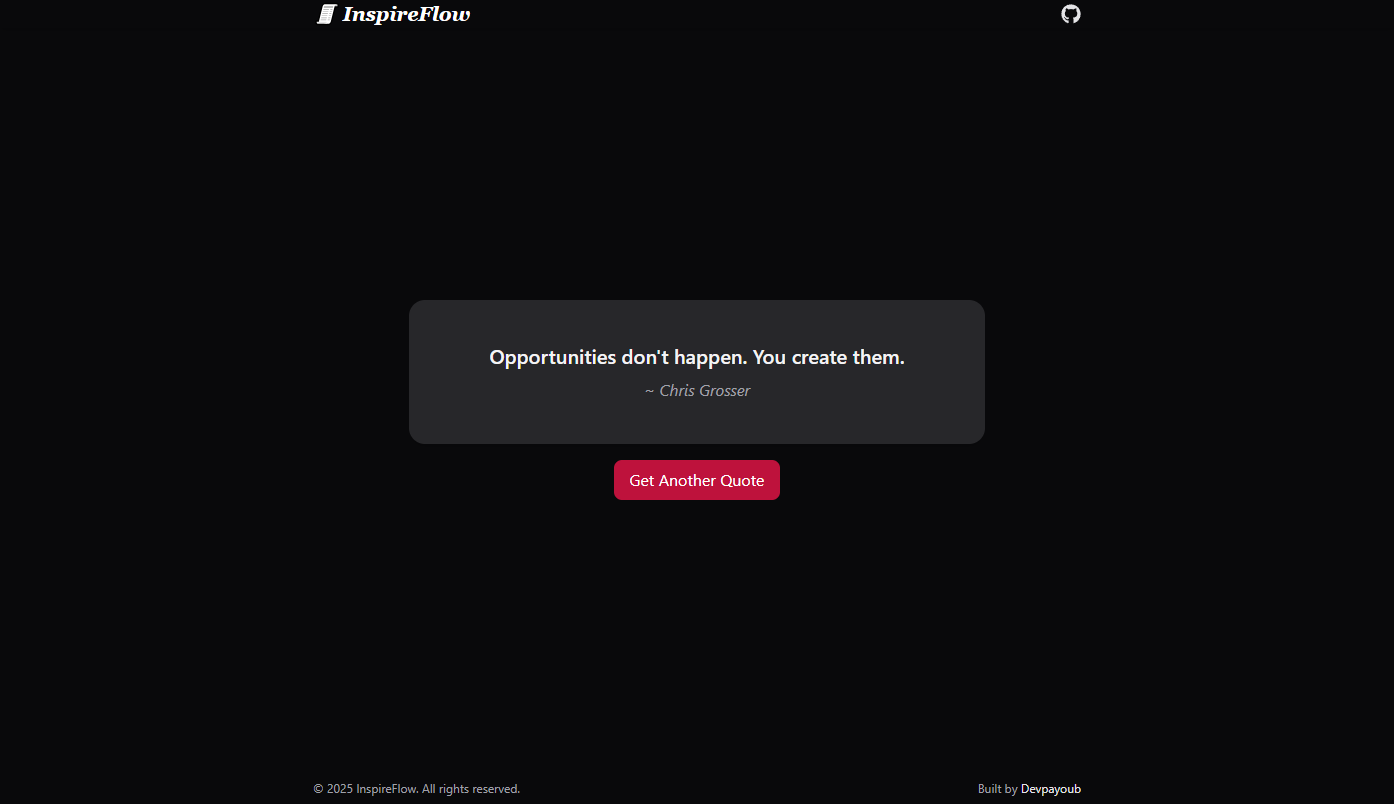 InspireFlow
Opportunities don't happen. You create them.
~ Chris Grosser
Get Another Quote
© 2025 InspireFlow. All rights reserved.
Built by Devpayoub